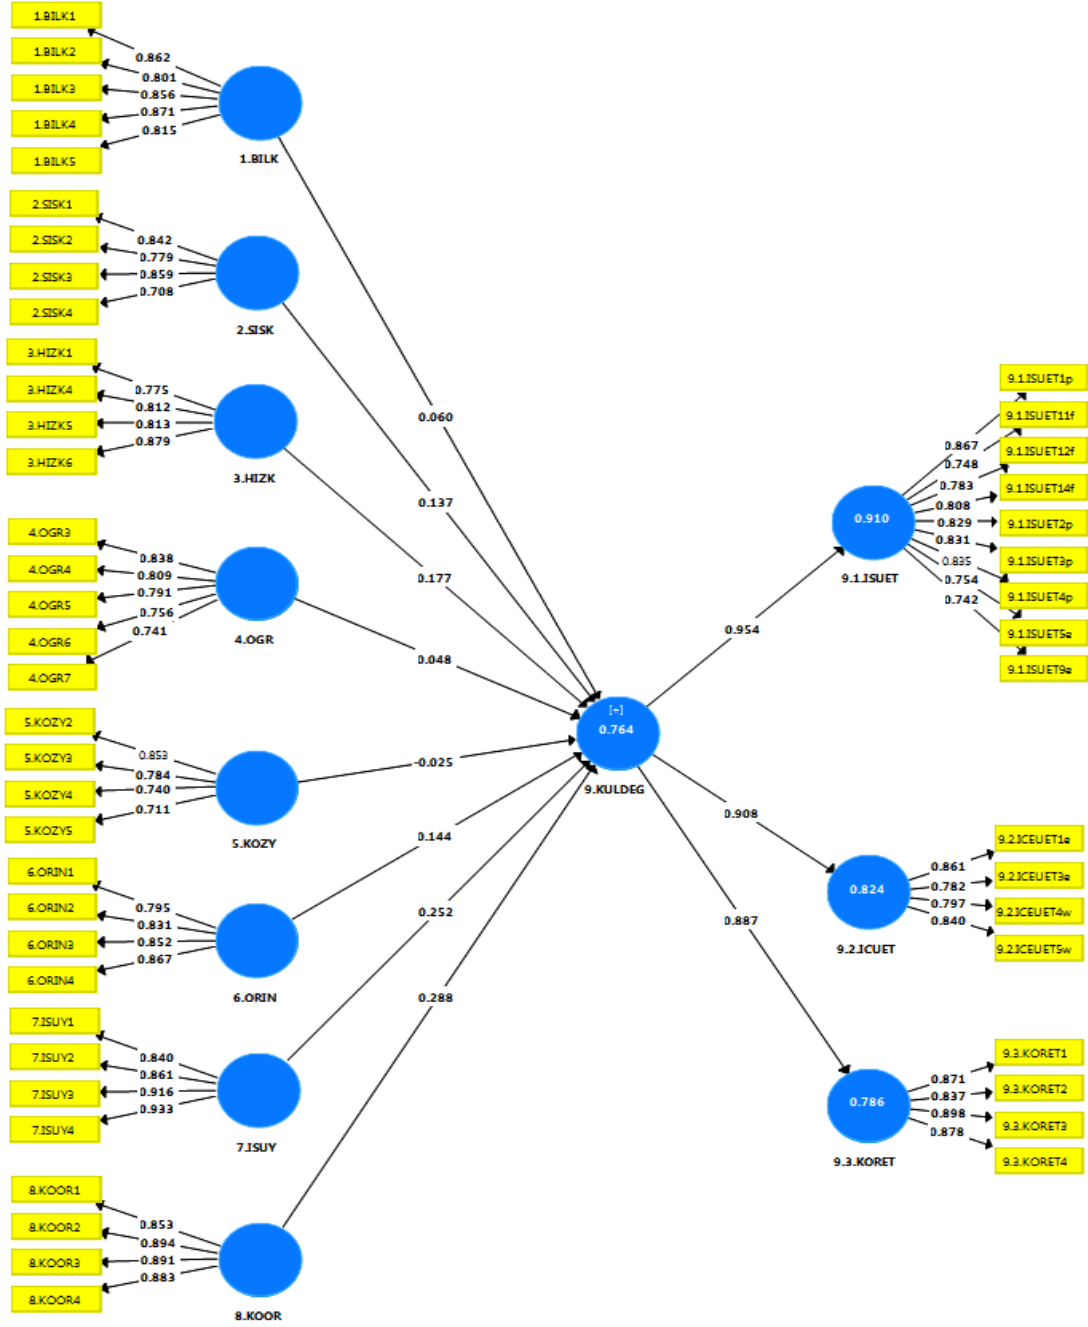 1.BILK1
0.862
1.BILK2
0.801
1.BILK3
0.856
1.BILK4
0.871
1.BILK5
0.815
1.BILK
2.SISK1
0.842
2.SISK2
0.779
2.SISK3
0.859
2.SISK4
0.708
2.SISK
3.HIZK1
0.775
3.HIZK4
0.812
3.HIZK5
0.813
3.HIZK6
0.879
3.HIZK
4.OGR3
0.838
4.OGR4
0.809
4.OGR5
0.791
4.OGR6
0.756
4.OGR7
0.741
4.OGR
5.KOZY2
0.853
5.KOZY3
0.784
5.KOZY4
0.740
5.KOZY5
0.711
5.KOZY
6.ORIN1
0.795
6.ORIN2
0.831
6.ORIN3
0.852
6.ORIN4
0.867
6.ORIN
7.ISUY1
0.840
7.ISUY2
0.861
7.ISUY3
0.916
7.ISUY4
0.933
7.ISUY
8.KOOR1
0.853
8.KOOR2
0.894
8.KOOR3
0.891
8.KOOR4
0.883
8.KOOR
0.060
0.137
0.177
0.048
-0.025
0.144
0.252
0.288
[+]
0.764
9.KULDEG
0.954
0.908
0.887
0.910
9.1.ISUET
0.867
0.748
0.783
0.808
0.829
0.831
0.835
0.754
0.742
9.1.ISUET1p
9.1.ISUET11f
9.1.ISUET12f
9.1.ISUET14f
9.1.ISUET2p
9.1.ISUET3p
9.1.ISUET4p
9.1.ISUET5e
9.1.ISUET9e
0.824
9.2.ICUET
0.861
0.782
0.797
0.840
9.2.ICEUET1e
9.2.ICEUET3e
9.2.ICEUET4w
9.2.ICEUET5w
0.786
9.3.KORET
0.871
0.837
0.898
0.878
9.3.KORET1
9.3.KORET2
9.3.KORET3
9.3.KORET4